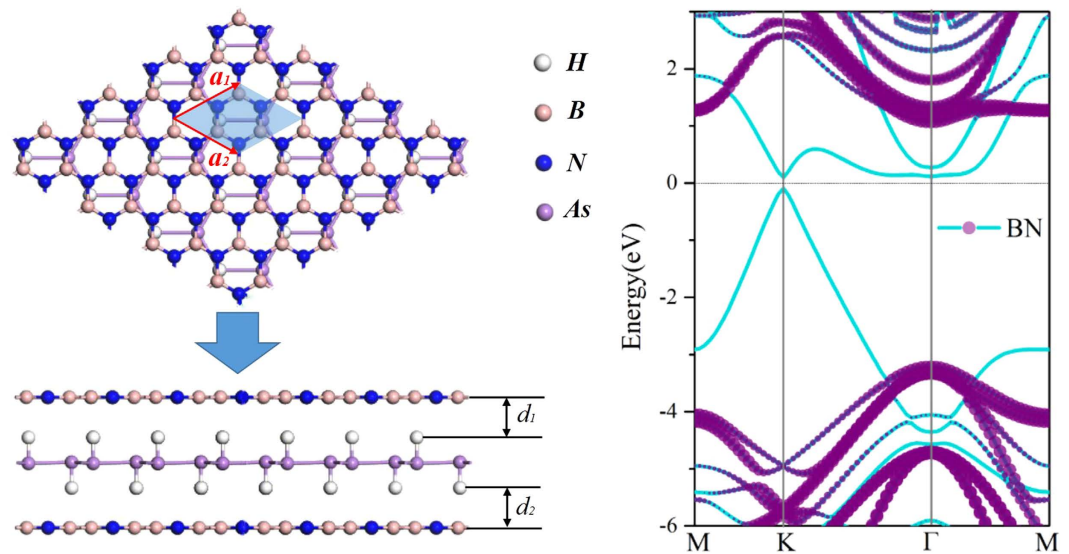 a₁
a₂
H
B
N
As
d₁
d₂
Energy(eV)
2
0
-2
-4
-6
BN
M
K
Γ
M